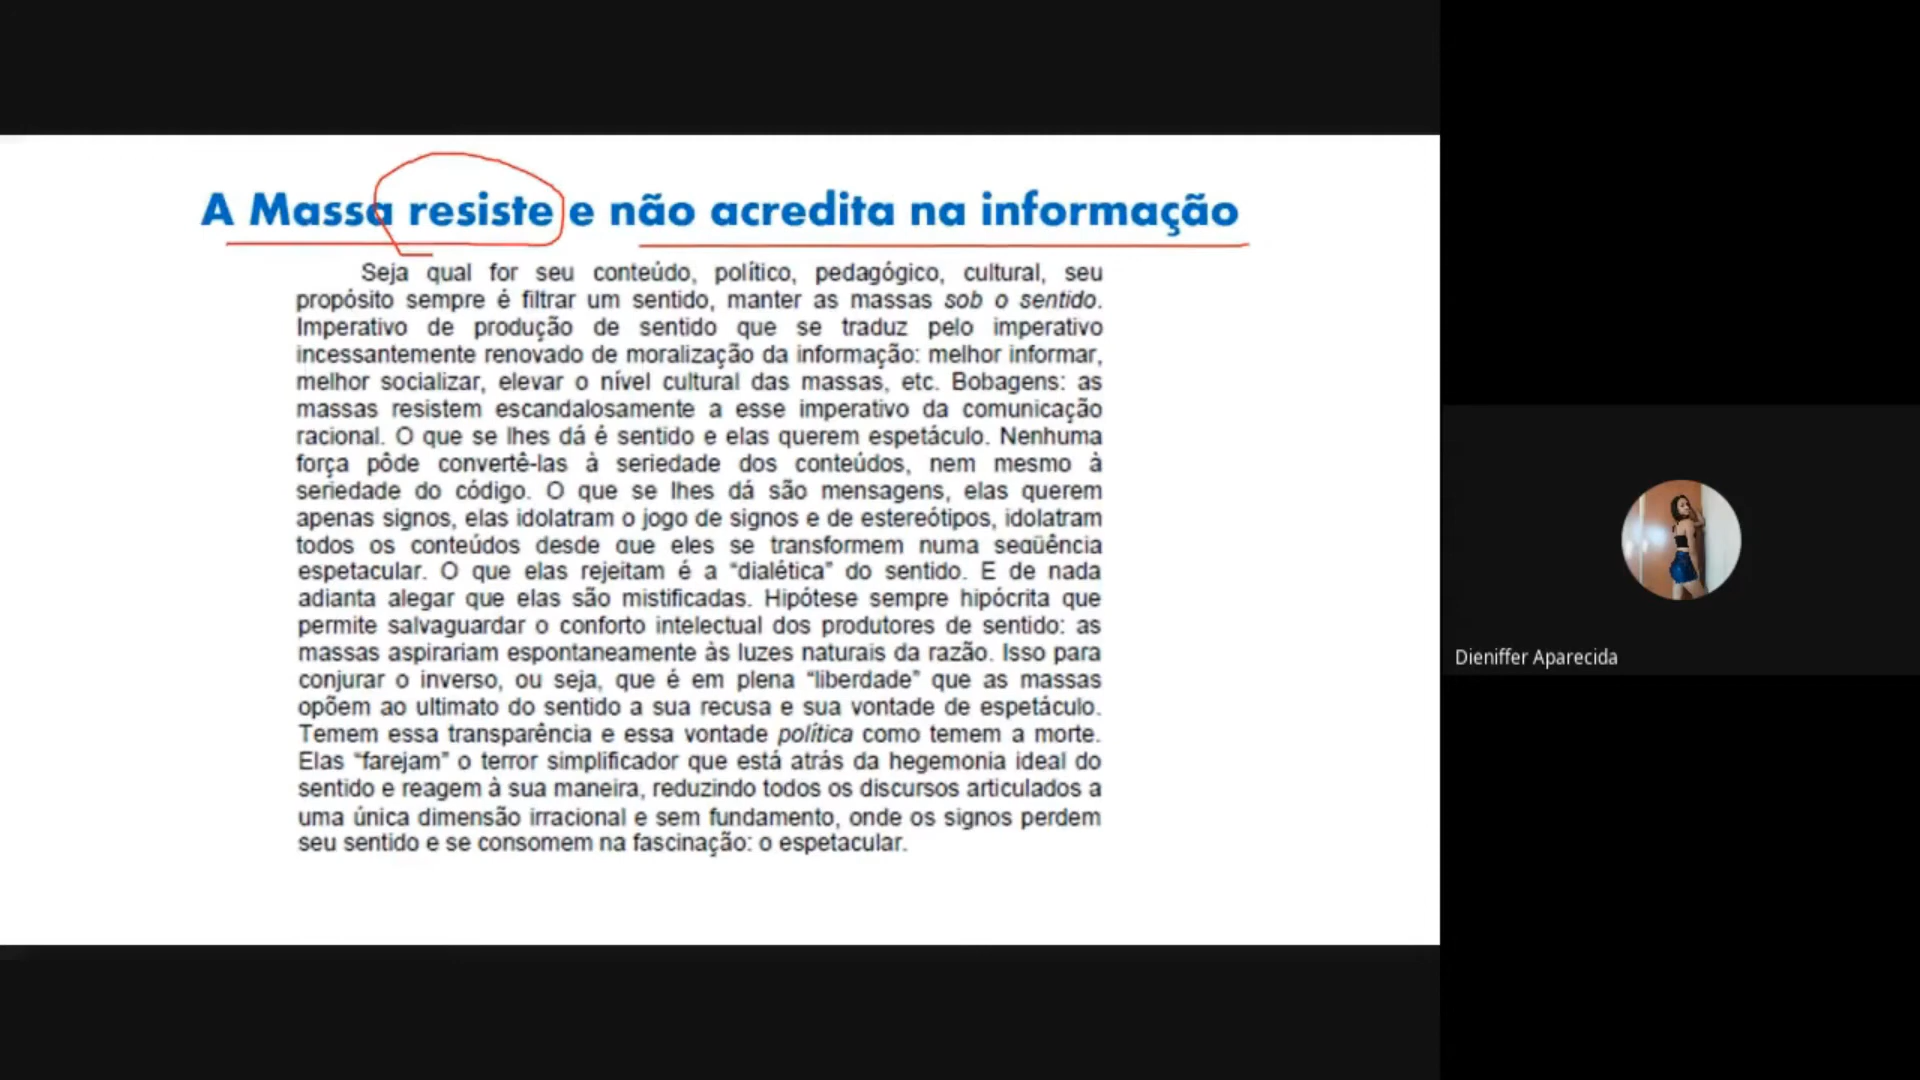 A Massa resiste e não acredita na informação
Seja qual for seu conteúdo, político, pedagógico, cultural, seu
propósito sempre é filtrar um sentido, manter as massas sob o sentido.
Imperativo de produção de sentido que se traduz pelo imperativo
incessantemente renovado de moralização da informação: melhor informar,
melhor socializar, elevar o nível cultural das massas, etc. Bobagens: as
massas resistem escandalosamente a esse imperativo da comunicação
racional. O que se lhes dá é sentido e elas querem espetáculo. Nenhuma
força pôde convertê-las à seriedade dos conteúdos, nem mesmo à
seriedade do código. O que se lhes dá são mensagens, elas querem
apenas signos, elas idolatram o jogo de signos e de estereótipos, idolatram
todos os conteúdos desde que eles se transformem numa seqüência
espetacular. O que elas rejeitam é a “dialética” do sentido. E de nada
adianta alegar que elas são mistificadas. Hipótese sempre hipócrita que
permite salvaguardar o conforto intelectual dos produtores de sentido: as
massas aspirariam espontaneamente às luzes naturais da razão. Isso para
conjurar o inverso, ou seja, que é em plena “liberdade” que as massas
opõem ao ultimato do sentido a sua recusa e sua vontade de espetáculo.
Temem essa transparência e essa vontade política como temem a morte.
Elas “farejam” o terror simplificador que está atrás da hegemonia ideal do
sentido e reagem à sua maneira, reduzindo todos os discursos articulados a
uma única dimensão irracional e sem fundamento, onde os signos perdem
seu sentido e se consomem na fascinação: o espetacular.
Dieniffer Aparecida